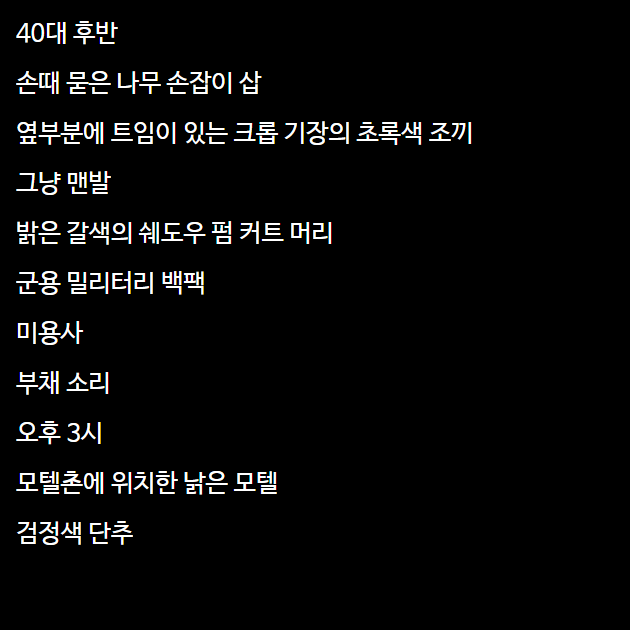 40대 후반
손때 묻은 나무 손잡이 삽
옆부분에 트임이 있는 크롭 기장의 초록색 조끼
그냥 맨발
밝은 갈색의 쉐도우 펌 커트 머리
군용 밀리터리 백팩
미용사
부채 소리
오후 3시
모텔촌에 위치한 낡은 모텔
검정색 단추